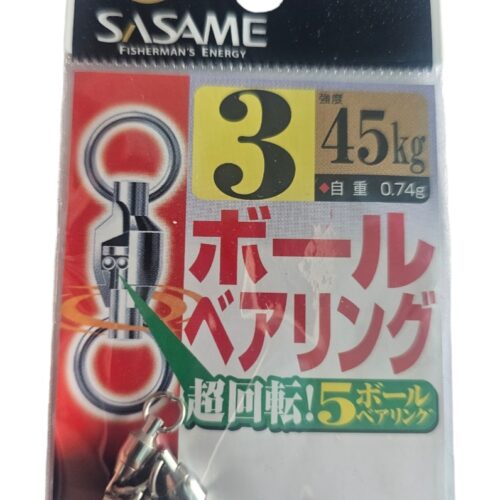 SASAME
FISHERMAN'S ENERGY
3
強度
45kg
◆自重 0.74g
ボール
ベアリング
超回転!5ボール
ベアリング